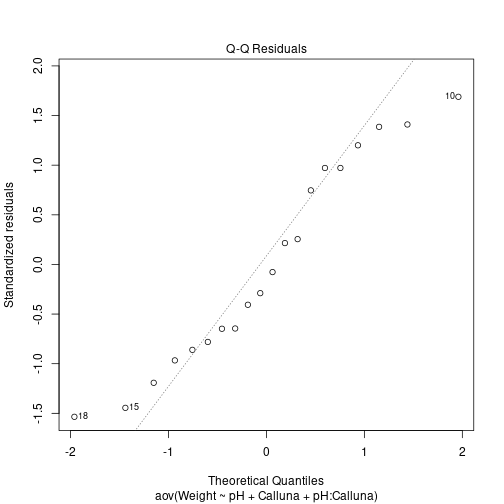 Q-Q Residuals
Standardized residuals
2.0
1.5
1.0
0.5
0.0
-0.5
-1.0
-1.5
10
15
18
-2 -1 0 1 2
Theoretical Quantiles
aov(Weight ~ pH + Calluna + pH:Calluna)